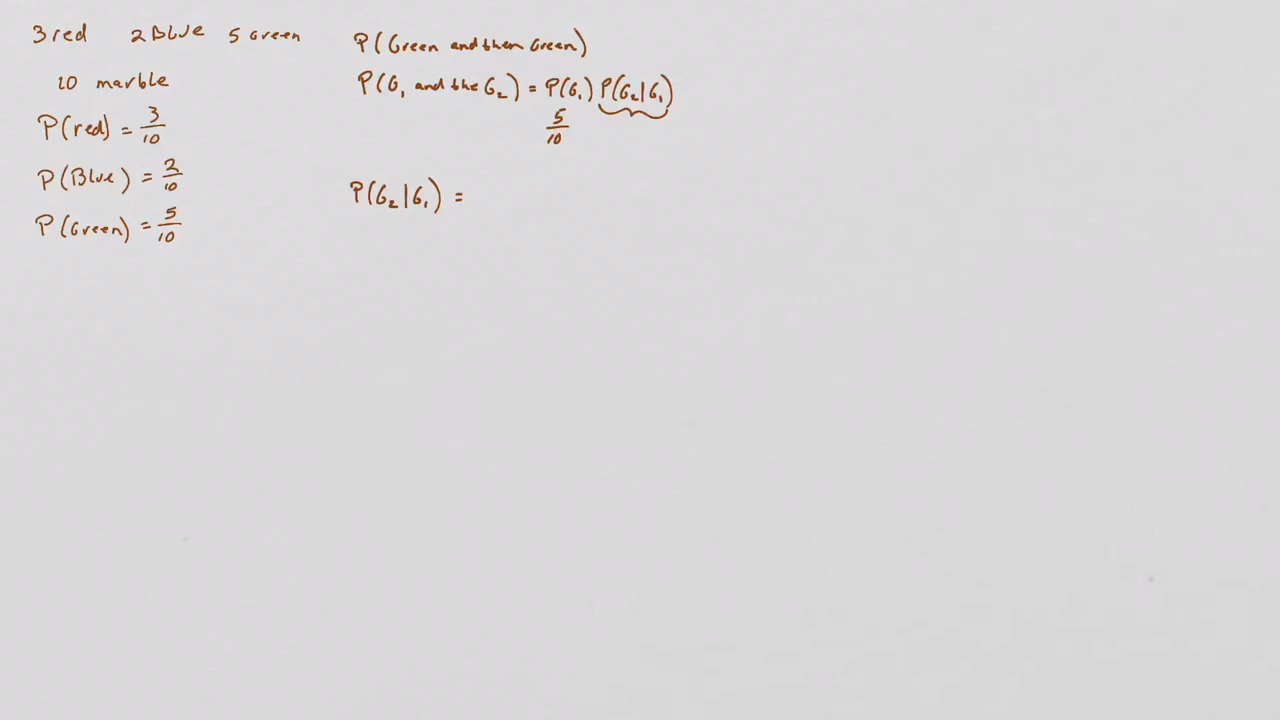 3 red 2 Blue 5 Green
10 marble
P(red) = 3/10
P(Blue) = 2/10
P(Green) = 5/10
P(Green and then Green)
P(G₁ and the G₂) = P(G₁) P(G₂|G₁)
5/10
P(G₂|G₁) =